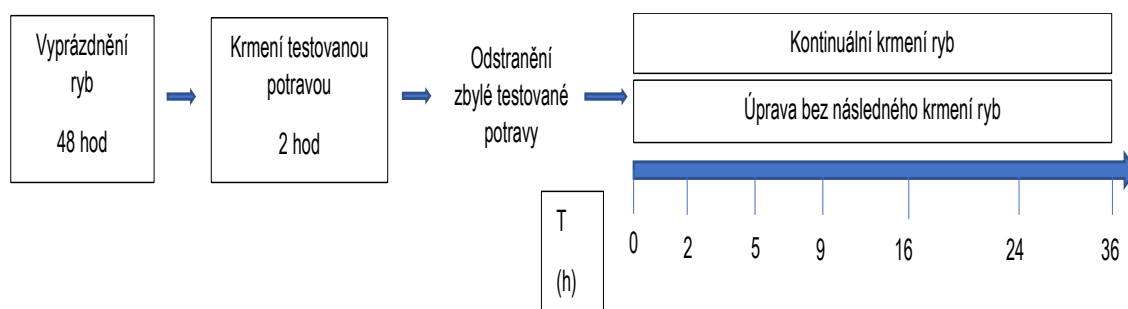 Vyprázdnění
ryb
48 hod
Krmení testovanou
potravou
2 hod
Odstranění
zbylé testované
potravy
Kontinuální krmení ryb
Úprava bez následného krmení ryb
T
(h)
0 2 5 9 16 24 36